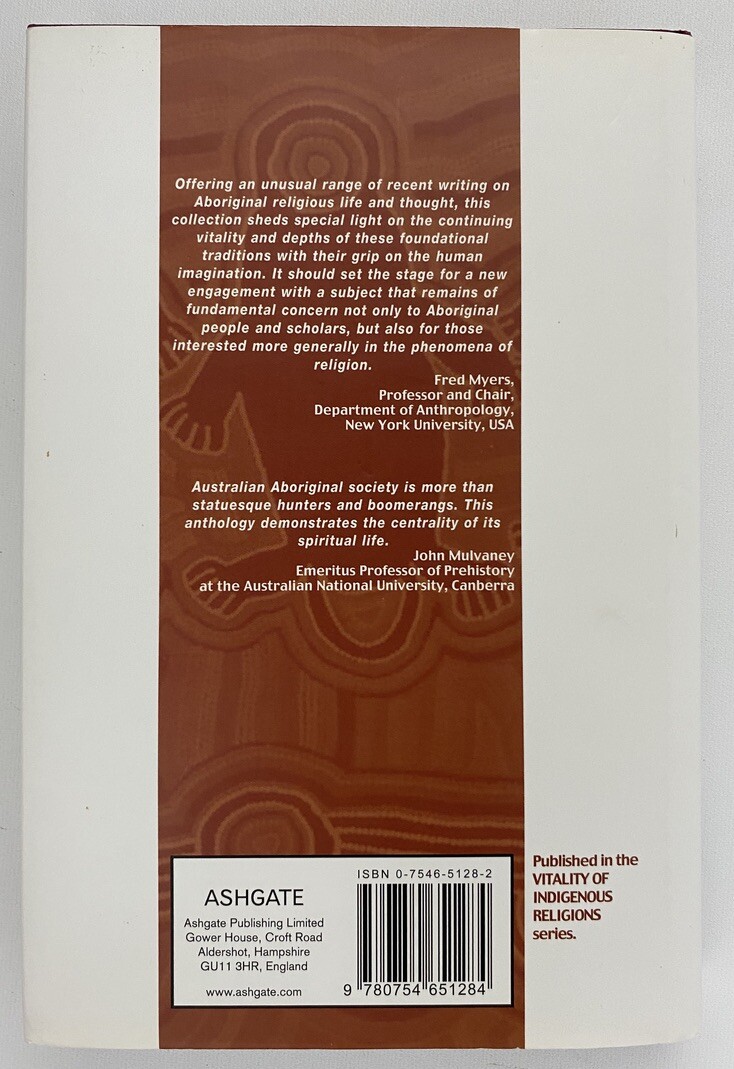 Offering an unusual range of recent writing on
Aboriginal religious life and thought, this
collection sheds special light on the continuing
vitality and depths of these foundational
traditions with their grip on the human
imagination. It should set the stage for a new
engagement with a subject that remains of
fundamental concern not only to Aboriginal
people and scholars, but also for those
interested more generally in the phenomena of
religion.
Fred Myers,
Professor and Chair,
Department of Anthropology,
New York University, USA
Australian Aboriginal society is more than
statuesque hunters and boomerangs. This
anthology demonstrates the centrality of its
spiritual life.
John Mulvaney
Emeritus Professor of Prehistory
at the Australian National University, Canberra
ASHGATE
Ashgate Publishing Limited
Gower House, Croft Road
Aldershot, Hampshire
GU11 3HR, England
www.ashgate.com
ISBN 0-7546-5128-2
9 780754 651284
Published in the
VITALITY OF
INDIGENOUS
RELIGIONS
series.